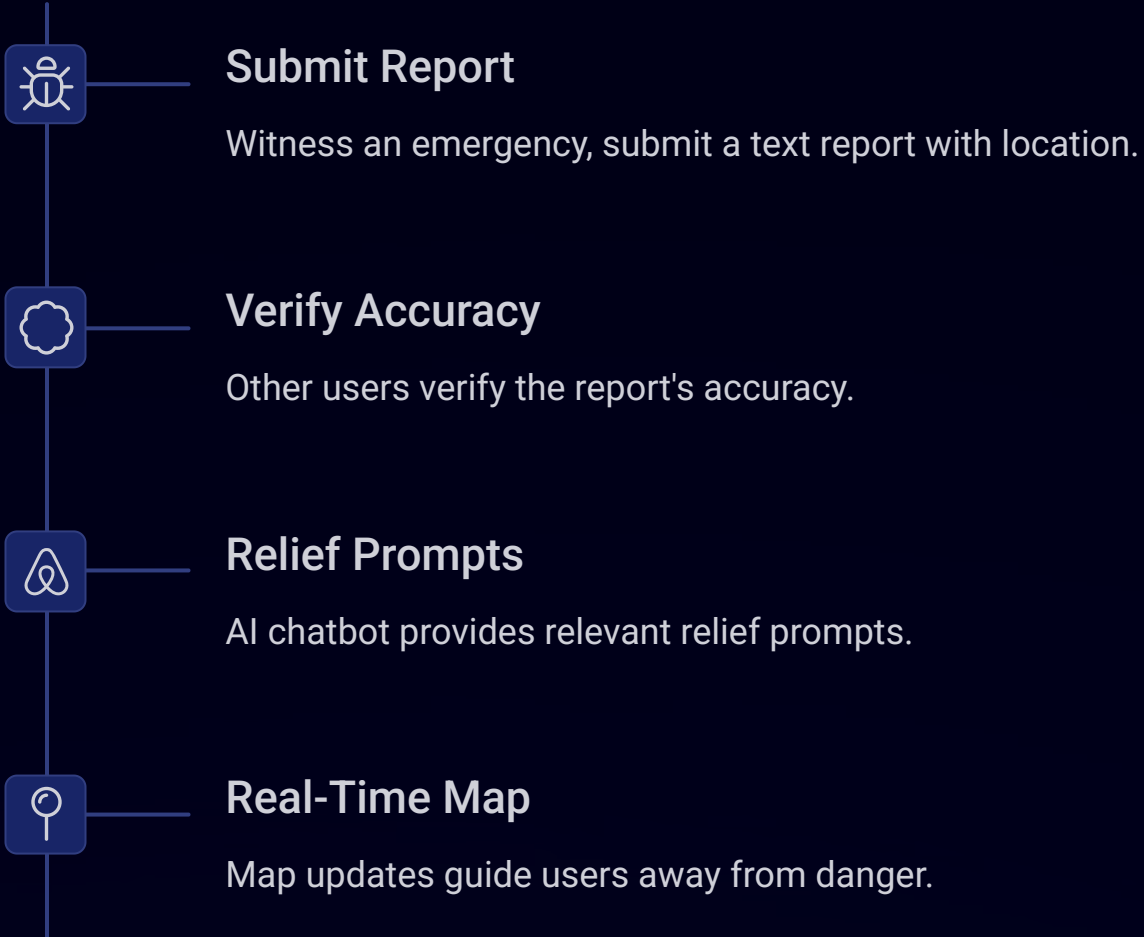 Submit Report
Witness an emergency, submit a text report with location.
Verify Accuracy
Other users verify the report's accuracy.
Relief Prompts
AI chatbot provides relevant relief prompts.
Real-Time Map
Map updates guide users away from danger.